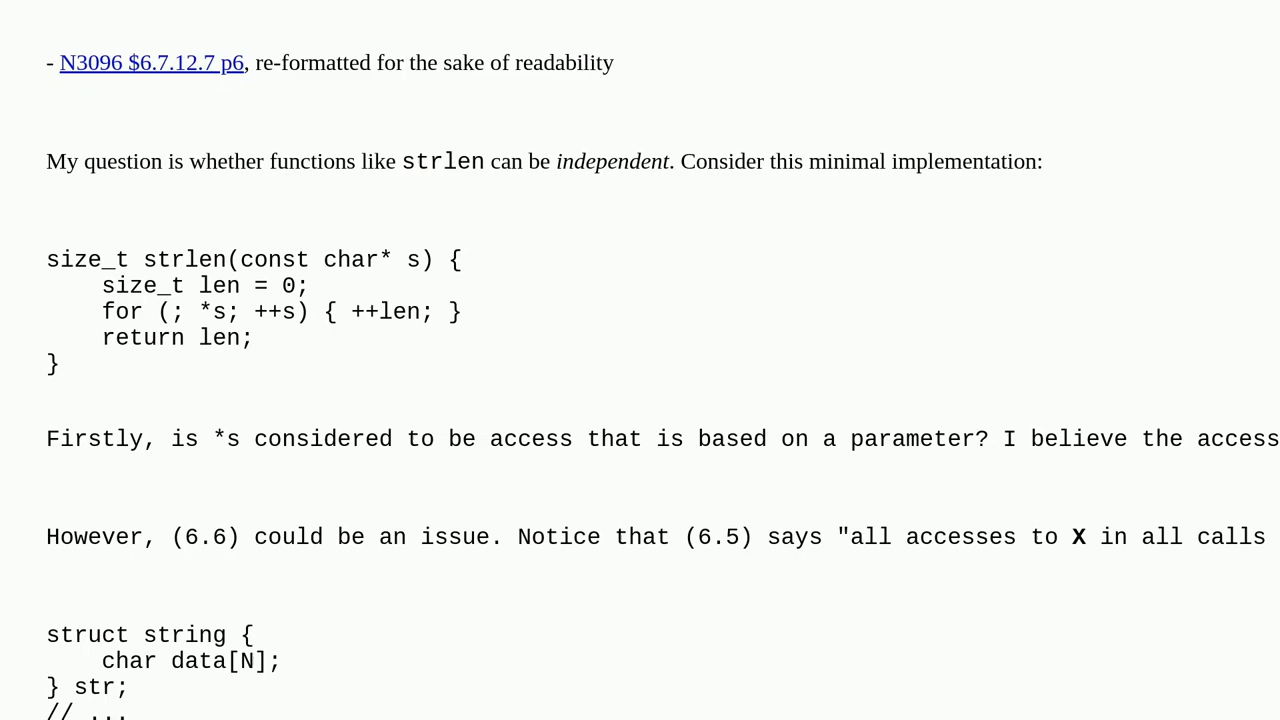 - N3096 $6.7.12.7 p6, re-formatted for the sake of readability
My question is whether functions like strlen can be independent. Consider this minimal implementation:
size_t strlen(const char* s) {
    size_t len = 0;
    for (; *s; ++s) { ++len; }
    return len;
}
Firstly, is *s considered to be access that is based on a parameter? I believe the access
However, (6.6) could be an issue. Notice that (6.5) says "all accesses to X in all calls
struct string {
    char data[N];
} str;
// ...